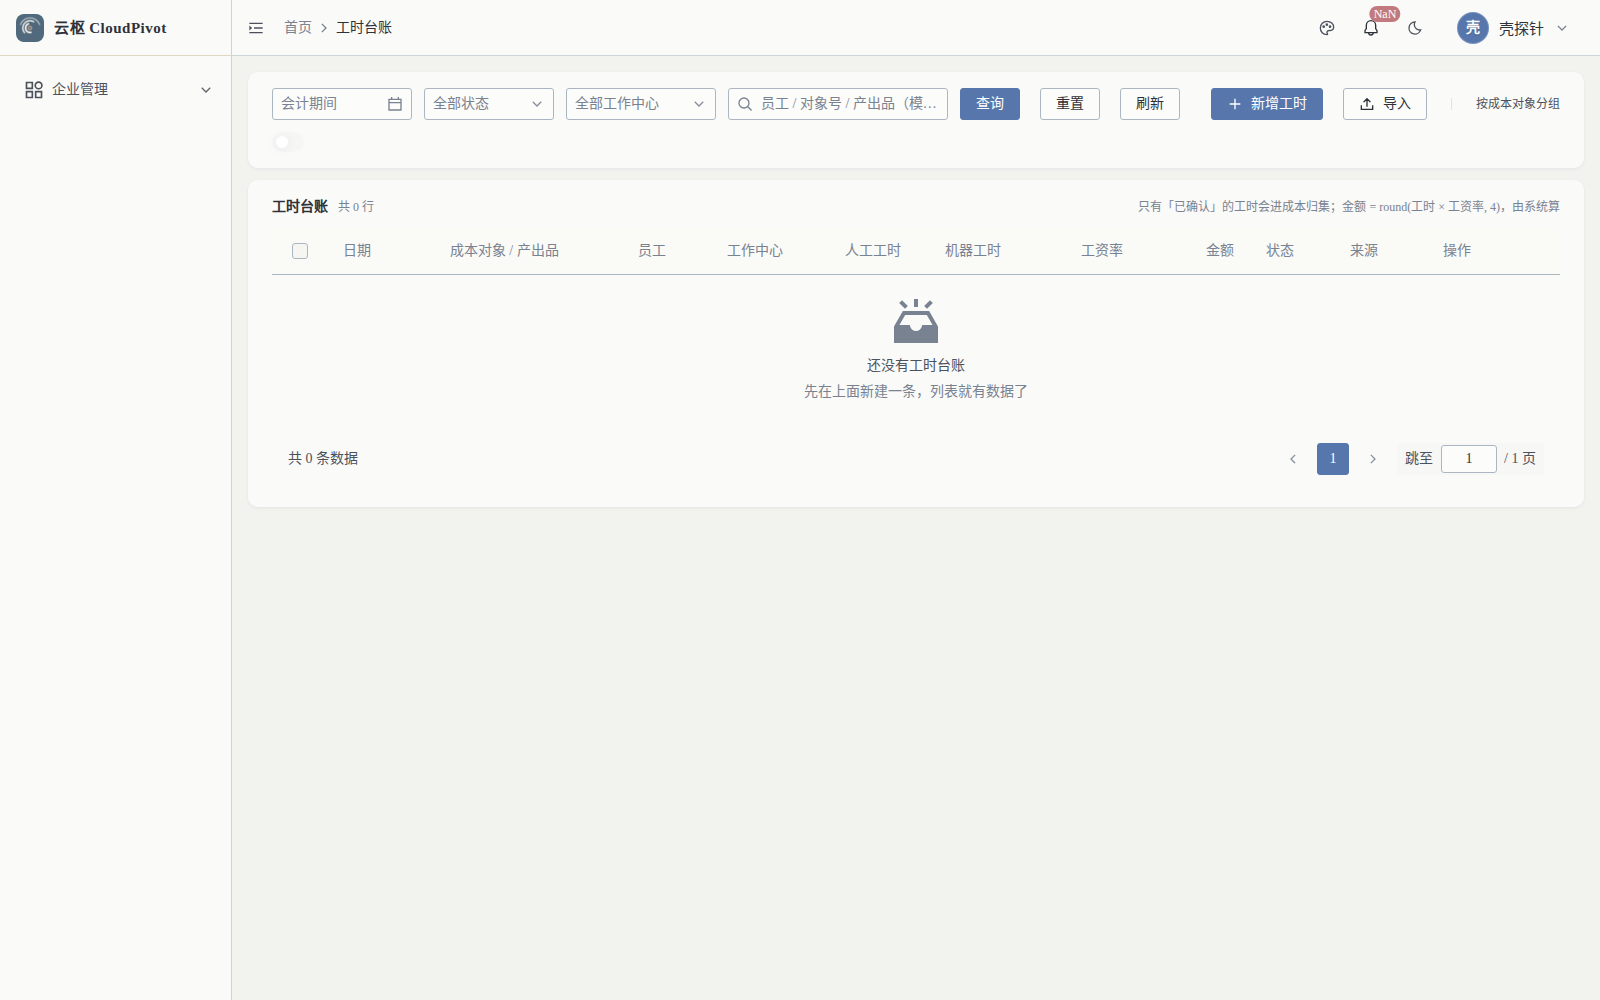 云枢 CloudPivot
首页 > 工时台账
NaN
壳 壳探针
企业管理
会计期间 全部状态 全部工作中心 员工 / 对象号 / 产出品（模... 查询 重置 刷新 新增工时 导入 按成本对象分组
工时台账 共 0 行 只有「已确认」的工时会进成本归集；金额 = round(工时 × 工资率, 4)，由系统算
日期 成本对象 / 产出品 员工 工作中心 人工工时 机器工时 工资率 金额 状态 来源 操作
还没有工时台账
先在上面新建一条，列表就有数据了
共 0 条数据 1 跳至 1 / 1 页